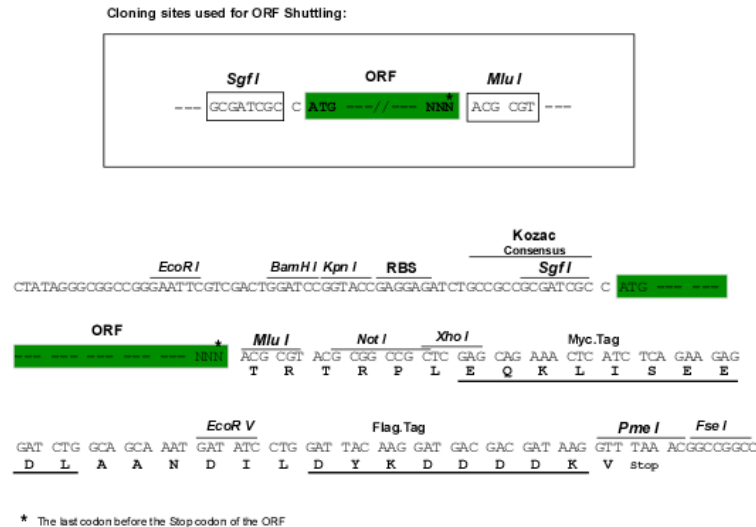 Cloning sites used for ORF Shuttling:
Sgf I ORF Mlu I
--- GCGATCGC C ATG ---//--- NNN* ACG CGT ---
Kozac
Consensus
EcoR I BamH I Kpn I RBS Sgf I
CTATAGGGCGGCCGGGAATTCGTCGACTGGATCCGGTACCGAGGAGATCTGCCGCCGCGATCGC C ATG --- ---
ORF Mlu I Not I Xho I Myc.Tag
--- --- --- --- --- --- NNN* ACG CGT ACG CGG CCG CTC GAG CAG AAA CTC ATC TCA GAA GAG
T R T R P L E Q K L I S E E
EcoR V Flag.Tag Pme I Fse I
GAT CTG GCA GCA AAT GAT ATC CTG GAT TAC AAG GAT GAC GAC GAT AAG GTT TAA ACGGCCGGCC
D L A A N D I L D Y K D D D D K V Stop
* The last codon before the Stop codon of the ORF